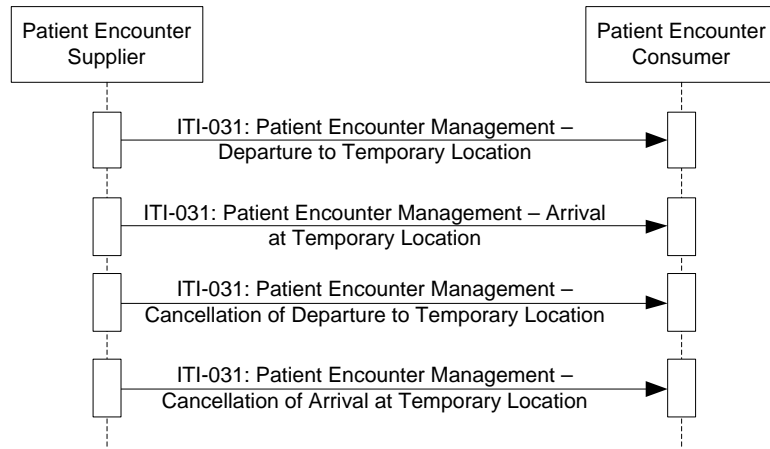 Patient Encounter
Supplier
Patient Encounter
Consumer
ITI-031: Patient Encounter Management –
Departure to Temporary Location
ITI-031: Patient Encounter Management – Arrival
at Temporary Location
ITI-031: Patient Encounter Management –
Cancellation of Departure to Temporary Location
ITI-031: Patient Encounter Management –
Cancellation of Arrival at Temporary Location